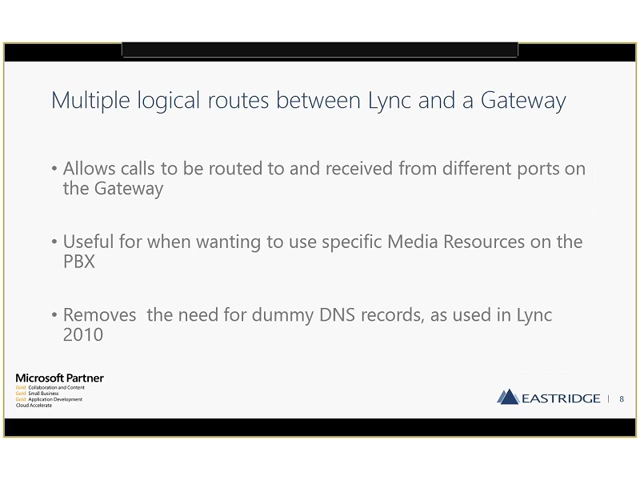 Multiple logical routes between Lync and a Gateway
• Allows calls to be routed to and received from different ports on
the Gateway
• Useful for when wanting to use specific Media Resources on the
PBX
• Removes  the need for dummy DNS records, as used in Lync
2010
Microsoft Partner
Gold Collaboration and Content
Gold Small Business
Gold Application Development
Cloud Accelerate
EASTRIDGE | 8